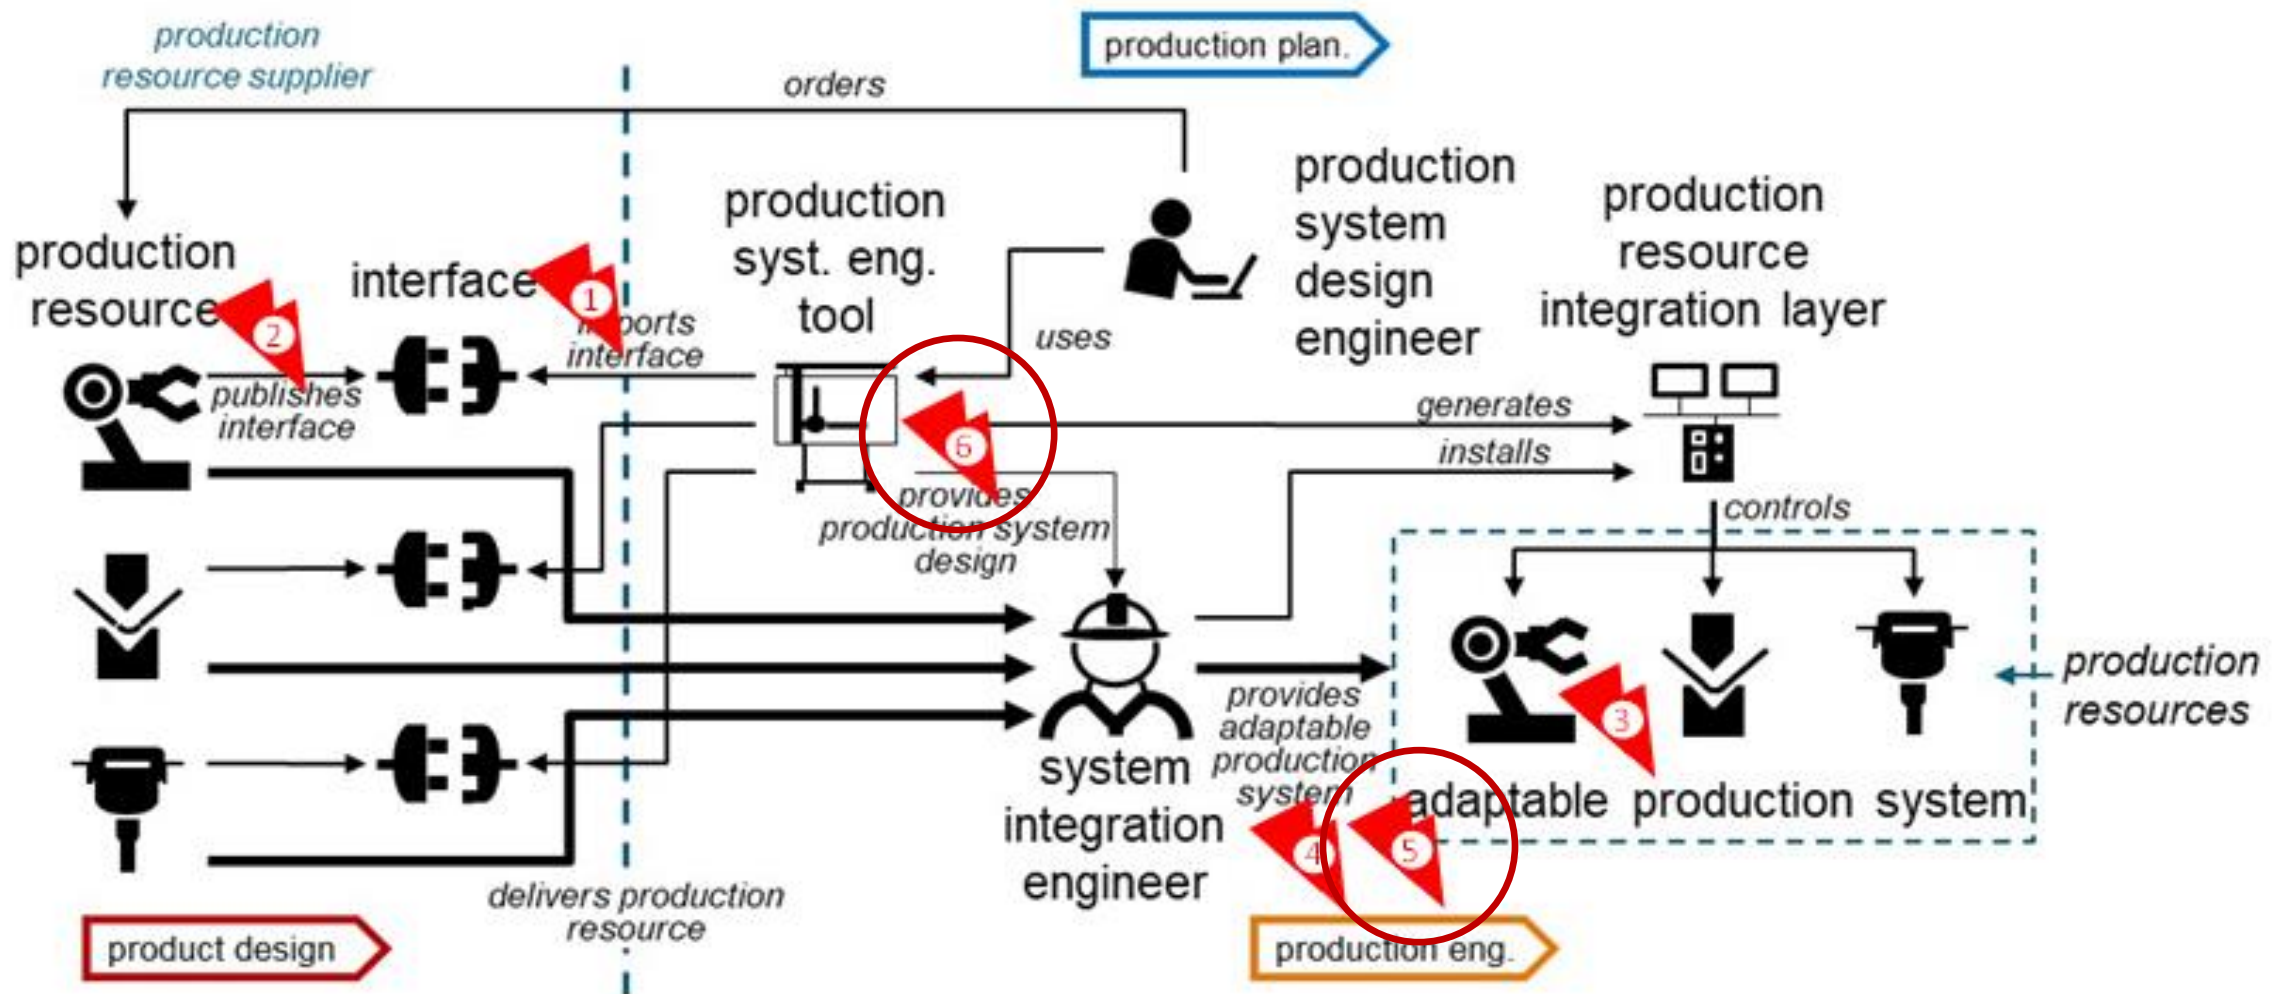 production
resource supplier
production plan.
orders
production
system
design
engineer
production
resource
integration layer
production
syst. eng.
tool
production
resource
interface
1
2
imports
interface
uses
publishes
interface
generates
installs
6
provides
production system
design
controls
production
resources
3
provides
adaptable
production
system
adaptable production system
system
integration
engineer
4
5
delivers production
resource
product design
production eng.